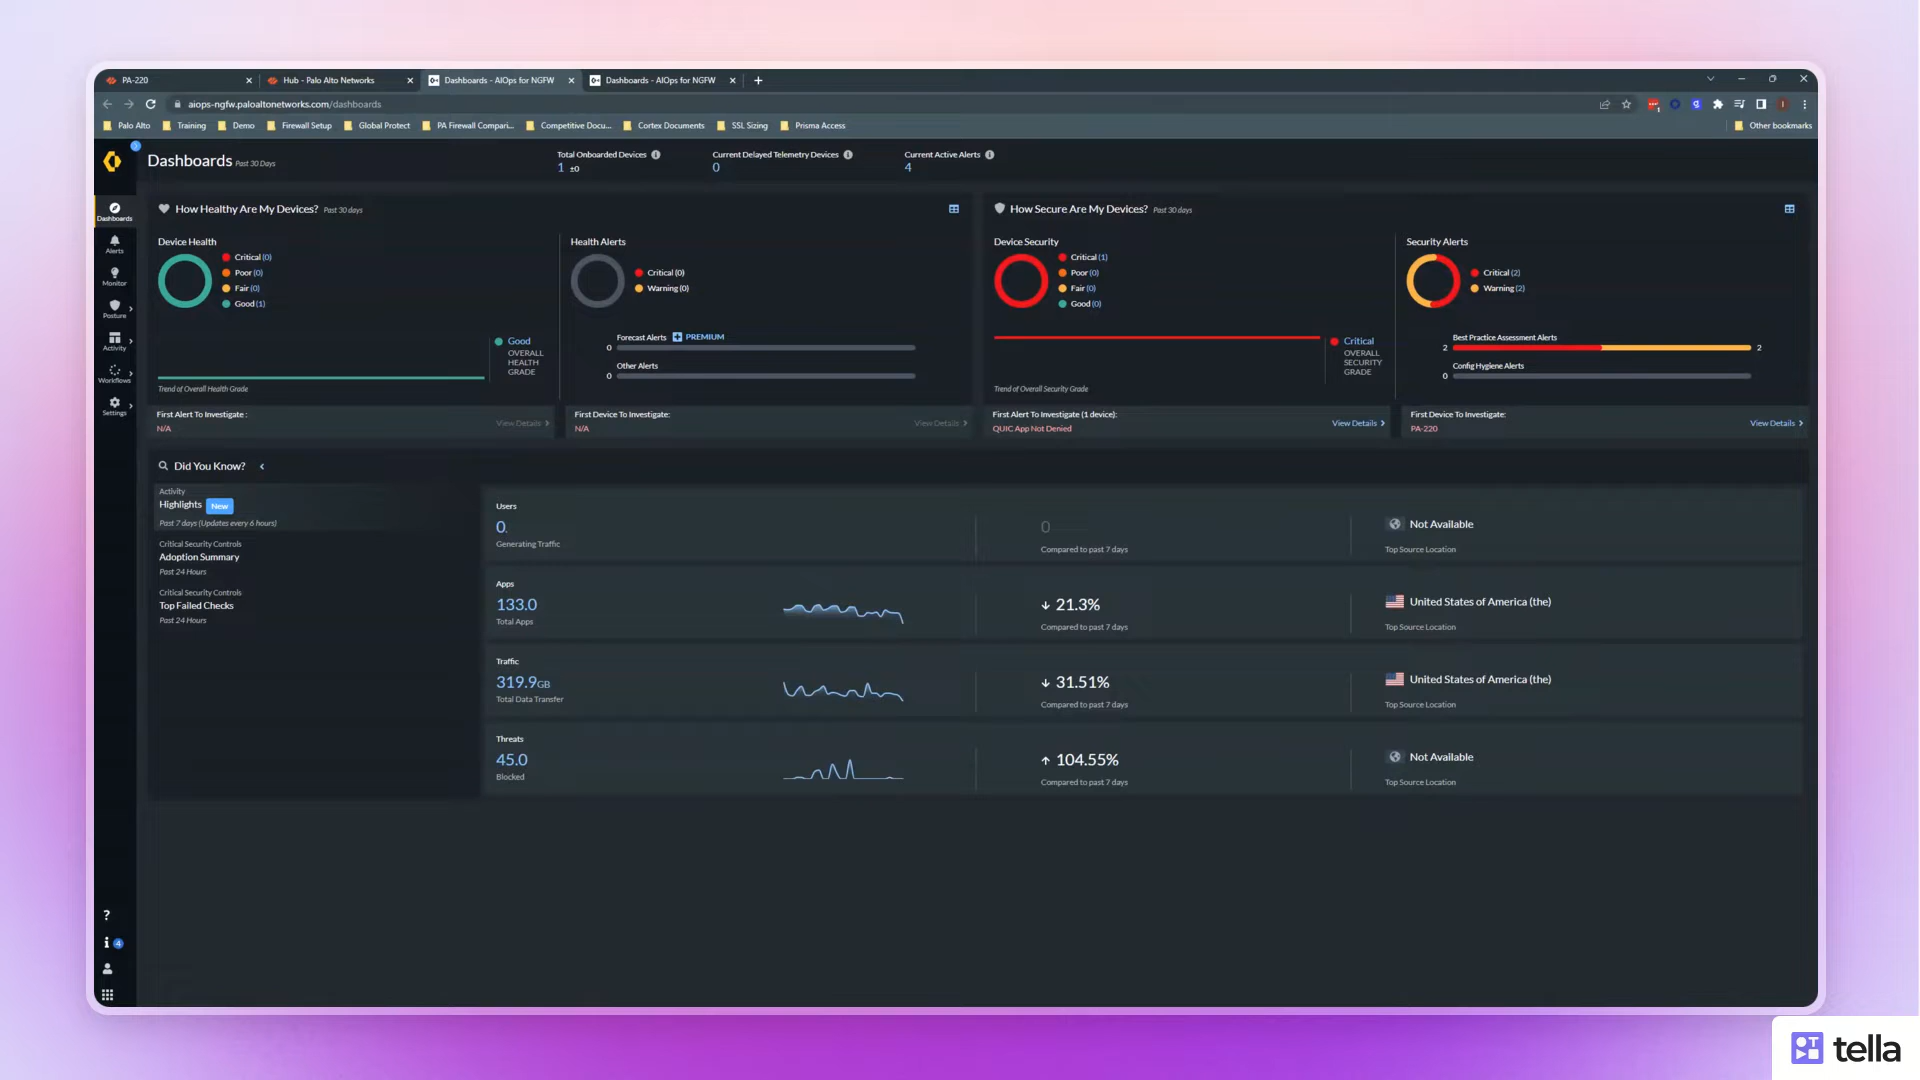 PA-220
Hub - Palo Alto Networks
Dashboards - AIOps for NGFW
Dashboards - AIOps for NGFW
aiops-ngfw.paloaltonetworks.com/dashboards
Palo Alto
Training
Demo
Firewall Setup
Global Protect
PA Firewall Compari...
Competitive Docu...
Cortex Documents
SSL Sizing
Prisma Access
Other bookmarks
Dashboards Past 30 Days
Total Onboarded Devices
1 ±0
Current Delayed Telemetry Devices
0
Current Active Alerts
4
Dashboards
Alerts
Monitor
Posture
Activity
Workflows
Settings
How Healthy Are My Devices? Past 30 days
Device Health
Critical (0)
Poor (0)
Fair (0)
Good (1)
Good
OVERALL
HEALTH
GRADE
Trend of Overall Health Grade
Health Alerts
Critical (0)
Warning (0)
Forecast Alerts PREMIUM
0
Other Alerts
0
First Alert To Investigate :
N/A
View Details
First Device To Investigate:
N/A
View Details
How Secure Are My Devices? Past 30 days
Device Security
Critical (1)
Poor (0)
Fair (0)
Good (0)
Critical
OVERALL
SECURITY
GRADE
Trend of Overall Security Grade
Security Alerts
Critical (2)
Warning (2)
Best Practice Assessment Alerts
2 2
Config Hygiene Alerts
0
First Alert To Investigate (1 device):
QUIC App Not Denied
View Details
First Device To Investigate:
PA-220
View Details
Did You Know?
Activity
Highlights New
Past 7 days (Updates every 6 hours)
Critical Security Controls
Adoption Summary
Past 24 Hours
Critical Security Controls
Top Failed Checks
Past 24 Hours
Users
0.
Generating Traffic
0
Compared to past 7 days
Not Available
Top Source Location
Apps
133.0
Total Apps
21.3%
Compared to past 7 days
United States of America (the)
Top Source Location
Traffic
319.9GB
Total Data Transfer
31.51%
Compared to past 7 days
United States of America (the)
Top Source Location
Threats
45.0
Blocked
104.55%
Compared to past 7 days
Not Available
Top Source Location
4
tella